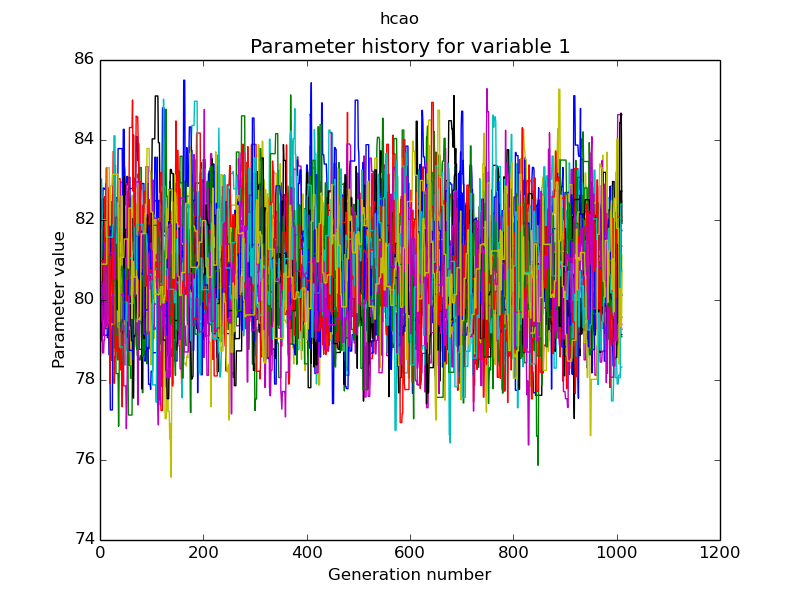 hcao
Parameter history for variable 1
Parameter value
86
84
82
80
78
76
74
0 200 400 600 800 1000 1200
Generation number